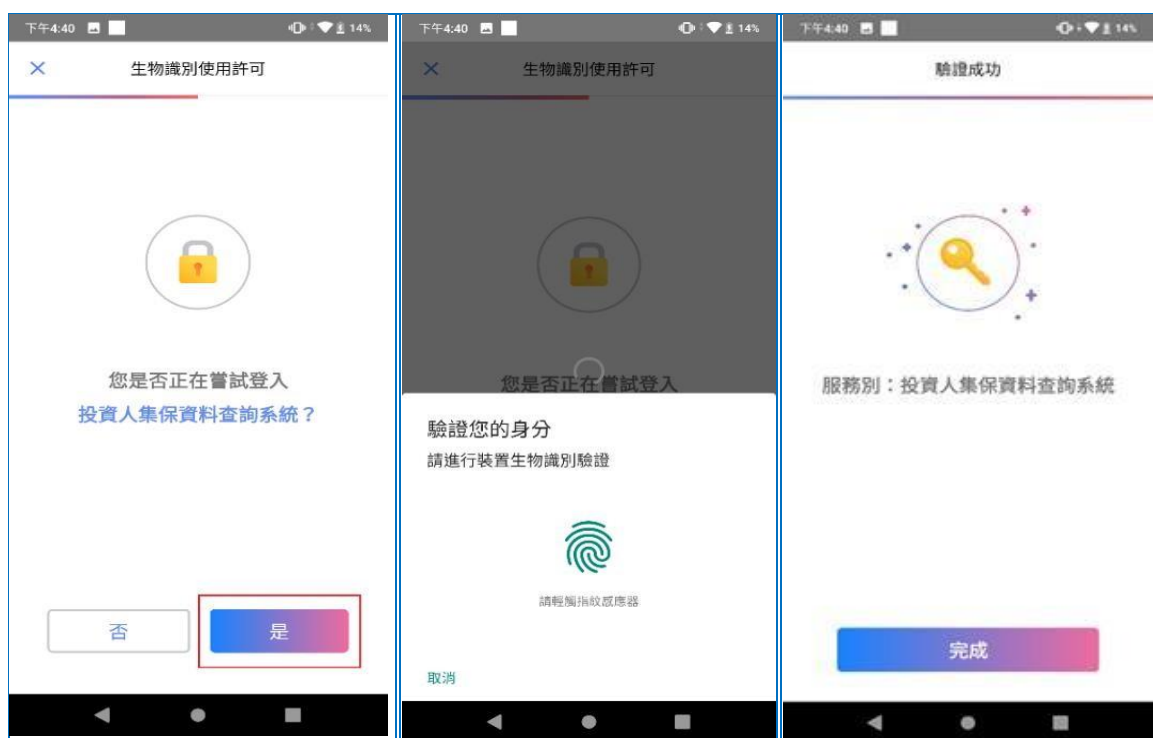 下午4:40
14%
生物識別使用許可
您是否正在嘗試登入
投資人集保資料查詢系統?
否
是
下午4:40
14%
生物識別使用許可
您是否正在嘗試登入
驗證您的身分
請進行裝置生物識別驗證
請輕觸指紋感應器
取消
下午4:40
14%
驗證成功
服務別:投資人集保資料查詢系統
完成